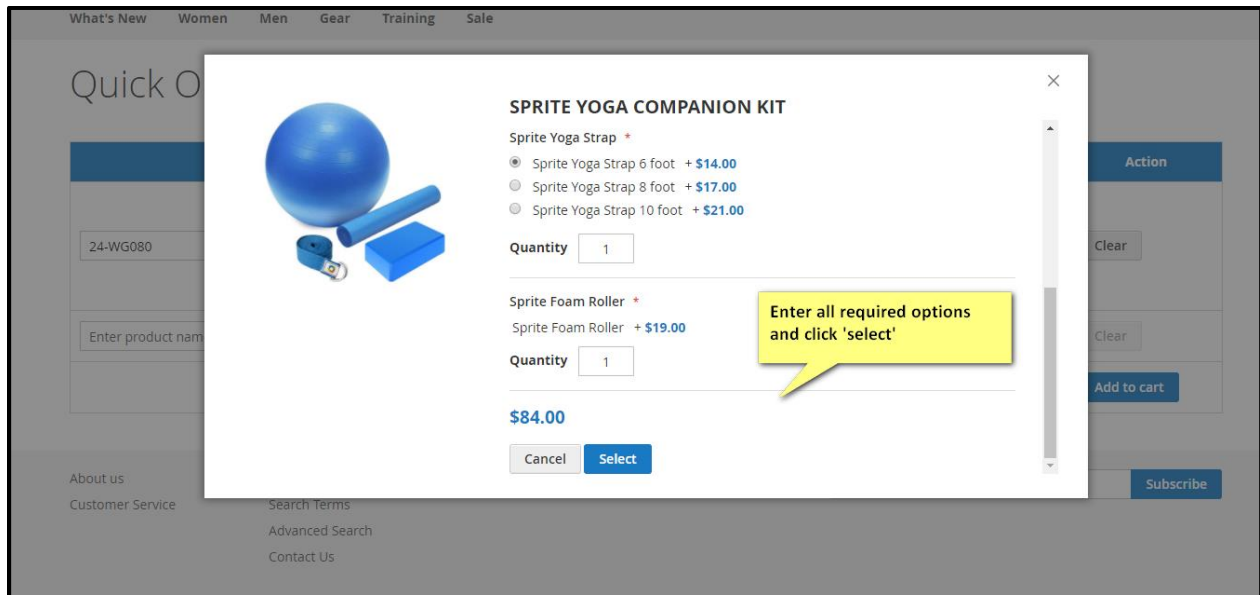 What's New Women Men Gear Training Sale
Quick O
Action
24-WG080
Clear
Enter product nam
Clear
Add to cart
SPRITE YOGA COMPANION KIT
Sprite Yoga Strap *
Sprite Yoga Strap 6 foot + $14.00
Sprite Yoga Strap 8 foot + $17.00
Sprite Yoga Strap 10 foot + $21.00
Quantity 1
Sprite Foam Roller *
Sprite Foam Roller + $19.00
Quantity 1
Enter all required options
and click 'select'
$84.00
Cancel Select
About us
Customer Service
Search Terms
Advanced Search
Contact Us
Subscribe